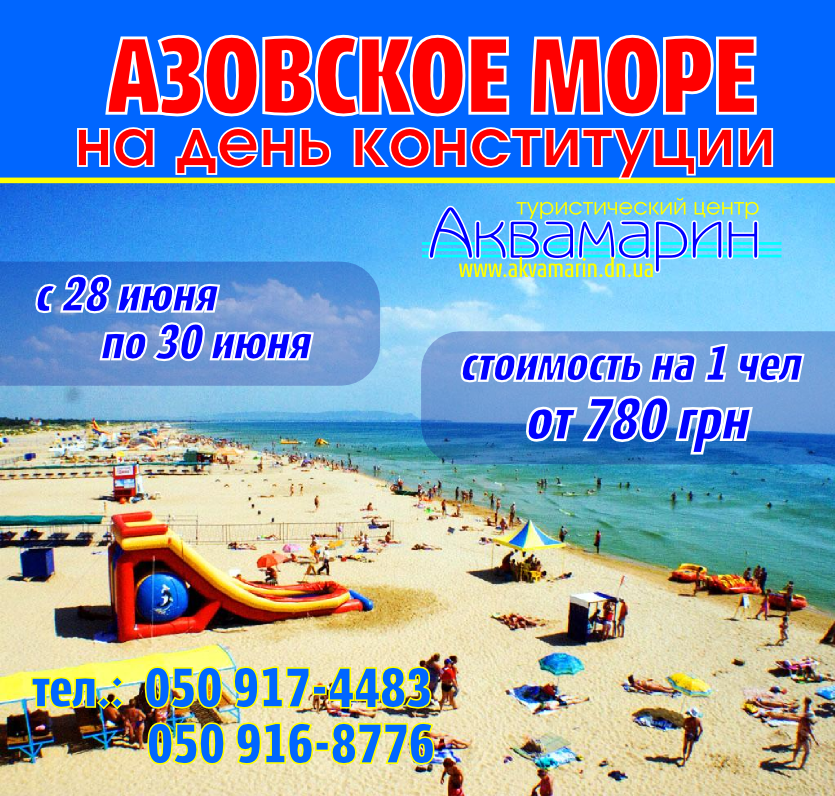 АЗОВСКОЕ МОРЕ
на день конституции
туристический центр
Аквамарин
www.akvamarin.dn.ua
с 28 июня
по 30 июня
стоимость на 1 чел
от 780 грн
тел.: 050 917-4483
050 916-8776